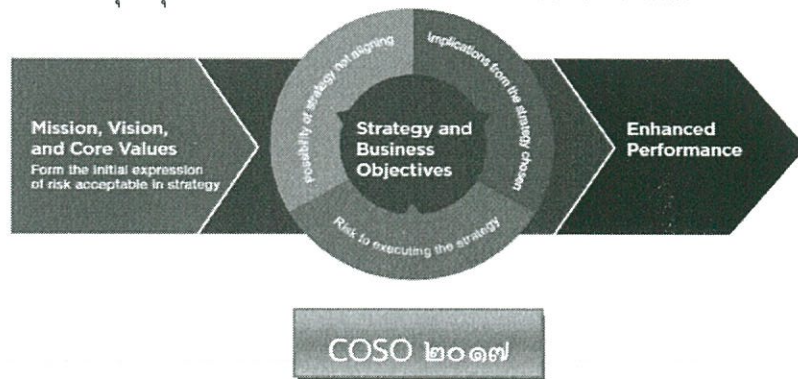 Mission, Vision,
and Core Values
Form the initial expression
of risk acceptable in strategy
Possibility of strategy not aligning
Implications from the strategy chosen
Strategy and
Business
Objectives
Risk to executing the strategy
Enhanced
Performance
COSO ๒๐๑๗